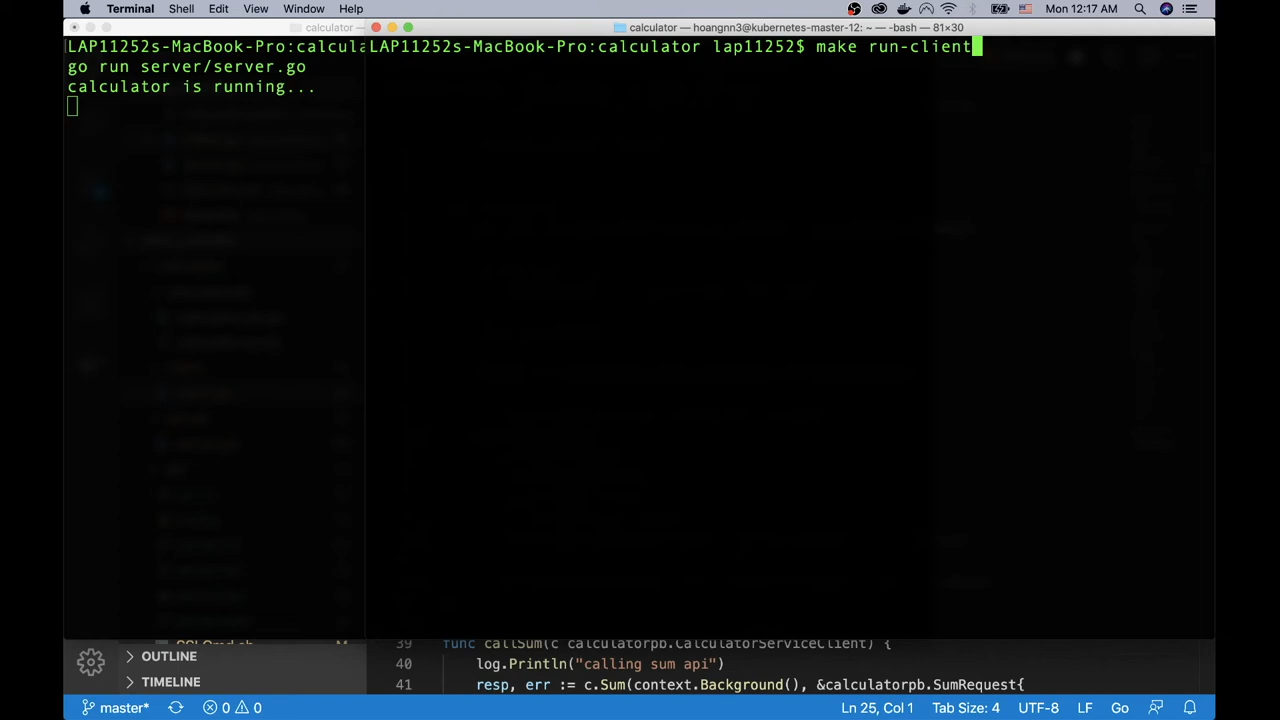 Terminal Shell Edit View Window Help Mon 12:17 AM
calculator — calculator — hoangnn3@kubernetes-master-12: ~ — -bash — 81×30
LAP11252s-MacBook-Pro:calcula
go run server/server.go
calculator is running...
LAP11252s-MacBook-Pro:calculator lap11252$ make run-client
39 func callSum(c calculatorpb.CalculatorServiceClient) {
40 log.Println("calling sum api")
41 resp, err := c.Sum(context.Background(), &calculatorpb.SumRequest{
OUTLINE
TIMELINE
master* 0 0 Ln 25, Col 1 Tab Size: 4 UTF-8 LF Go